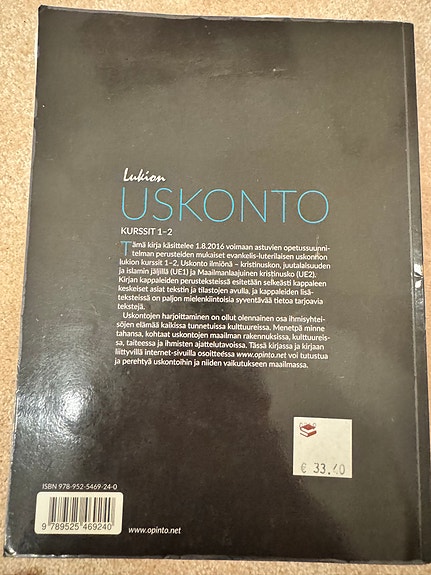 Lukion
USKONTO
KURSSIT 1–2
Tämä kirja käsittelee 1.8.2016 voimaan astuvien opetussuunni-
telman perusteiden mukaiset evankelis-luterilaisen uskonnon
lukion kurssit 1–2, Uskonto ilmiönä – kristinuskon, juutalaisuuden
ja islamin jäljillä (UE1) ja Maailmanlaajuinen kristinusko (UE2).
Kirjan kappaleiden perusteksteissä esitetään selkeästi kappaleen
keskeiset asiat tekstin ja tilastojen avulla, ja kappaleiden lisä-
teksteissä on paljon mielenkiintoisia syventävää tietoa tarjoavia
tekstejä.
Uskontojen harjoittaminen on ollut olennainen osa ihmisyhtei-
söjen elämää kaikissa tunnetuissa kulttuureissa. Menetpä minne
tahansa, kohtaat uskontojen maailman rakennuksissa, kulttuureis-
sa, taiteessa ja ihmisten ajattelutavoissa. Tässä kirjassa ja kirjaan
liittyvillä internet-sivuilla osoitteessa www.opinto.net voi tutustua
ja perehtyä uskontoihin ja niiden vaikutukseen maailmassa.
€ 33.40
ISBN 978-952-5469-24-0
9 789525 469240
www.opinto.net